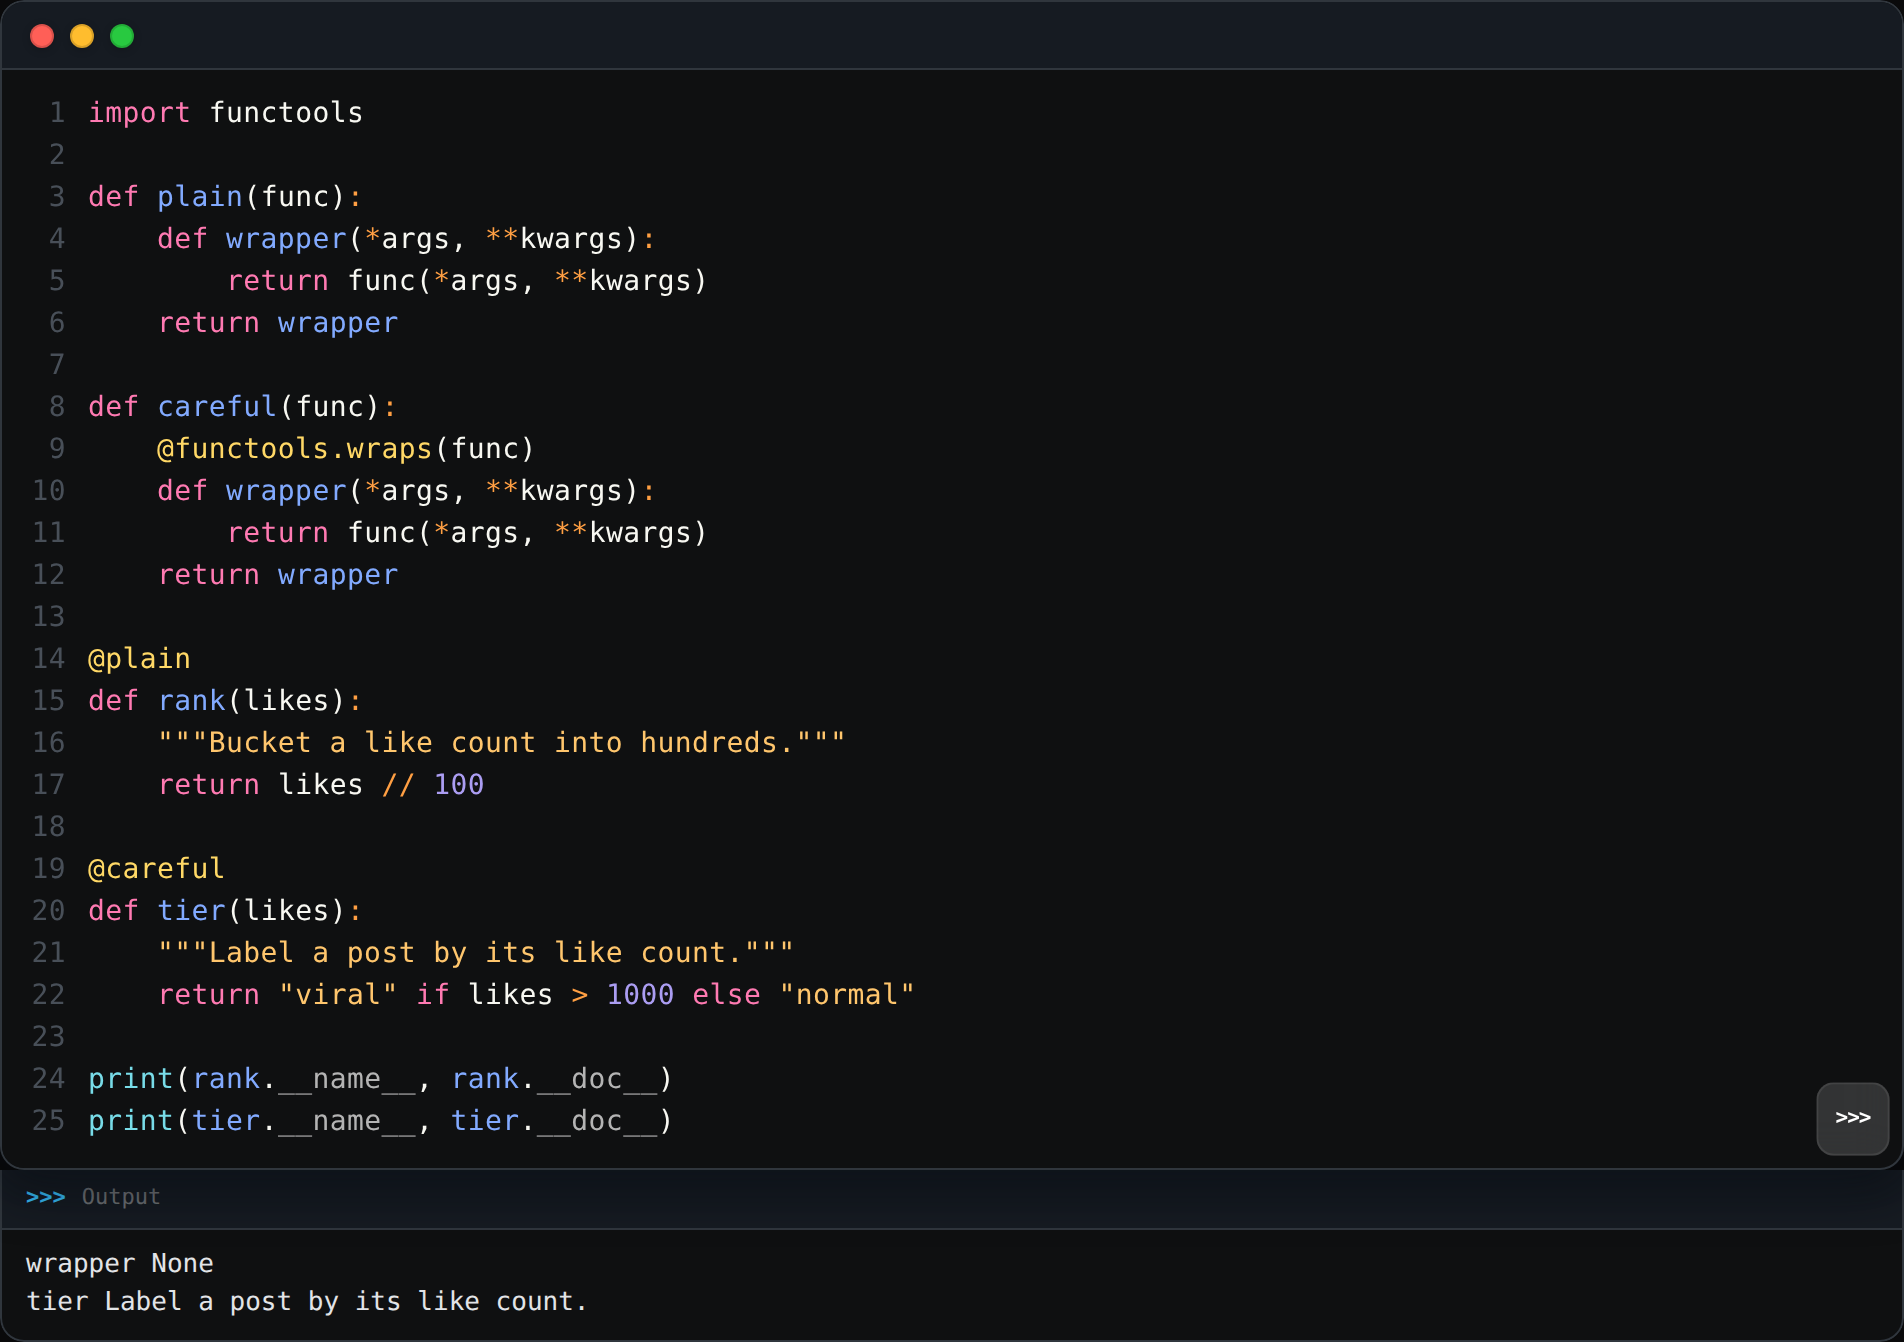 1 import functools
2
3 def plain(func):
4     def wrapper(*args, **kwargs):
5         return func(*args, **kwargs)
6     return wrapper
7
8 def careful(func):
9     @functools.wraps(func)
10     def wrapper(*args, **kwargs):
11         return func(*args, **kwargs)
12     return wrapper
13
14 @plain
15 def rank(likes):
16     """Bucket a like count into hundreds."""
17     return likes // 100
18
19 @careful
20 def tier(likes):
21     """Label a post by its like count."""
22     return "viral" if likes > 1000 else "normal"
23
24 print(rank.__name__, rank.__doc__)
25 print(tier.__name__, tier.__doc__)
>>>
>>> Output
wrapper None
tier Label a post by its like count.